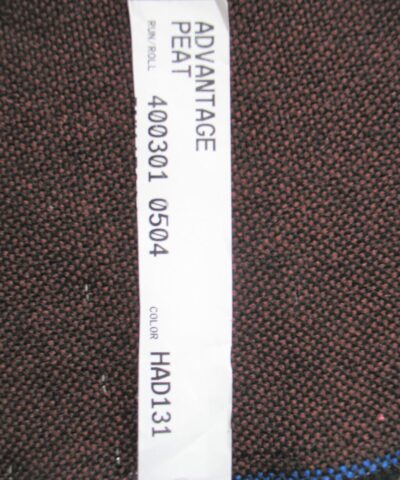 ADVANTAGE
PEAT
RUN/ROLL 400301 0504 COLOR HAD131